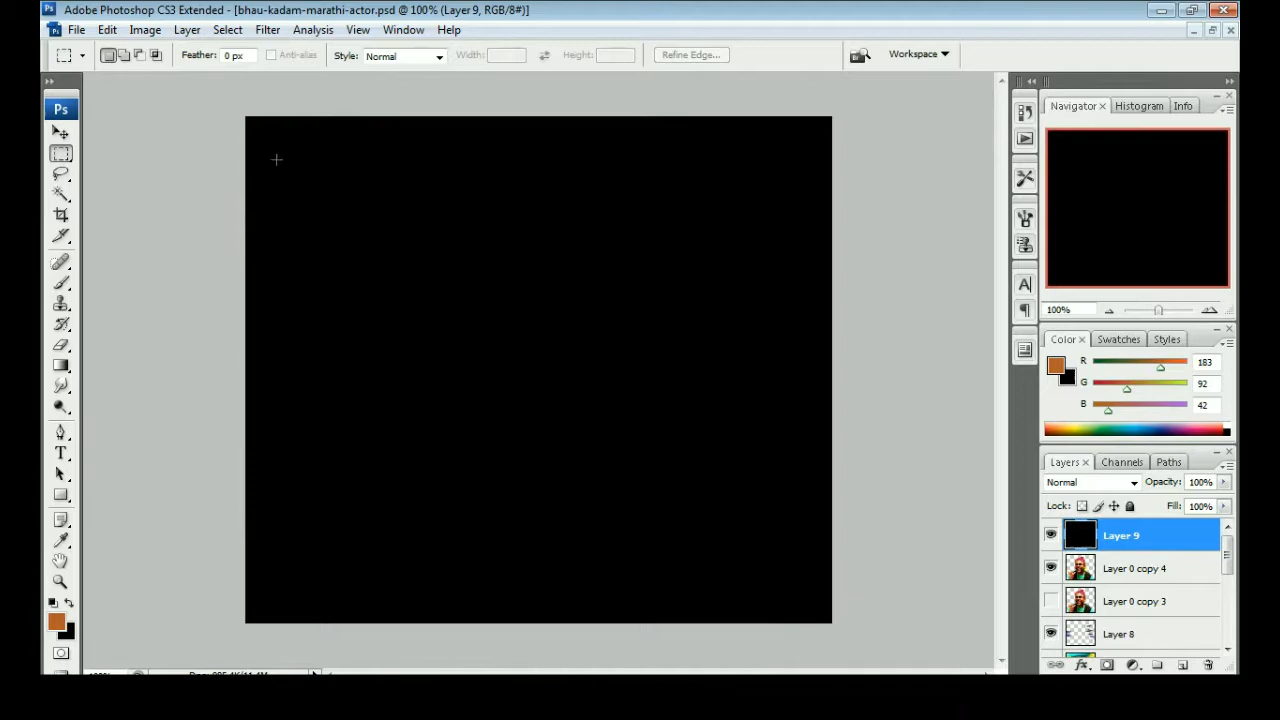 Adobe Photoshop CS3 Extended - [bhau-kadam-marathi-actor.psd @ 100% (Layer 9, RGB/8#)]
File Edit Image Layer Select Filter Analysis View Window Help
Feather: 0 px Anti-alias Style: Normal Width: Height: Refine Edge... Workspace
Ps
Navigator Histogram Info
100%
Color Swatches Styles
R 183
G 92
B 42
Layers Channels Paths
Normal Opacity: 100%
Lock: Fill: 100%
Layer 9
Layer 0 copy 4
Layer 0 copy 3
Layer 8